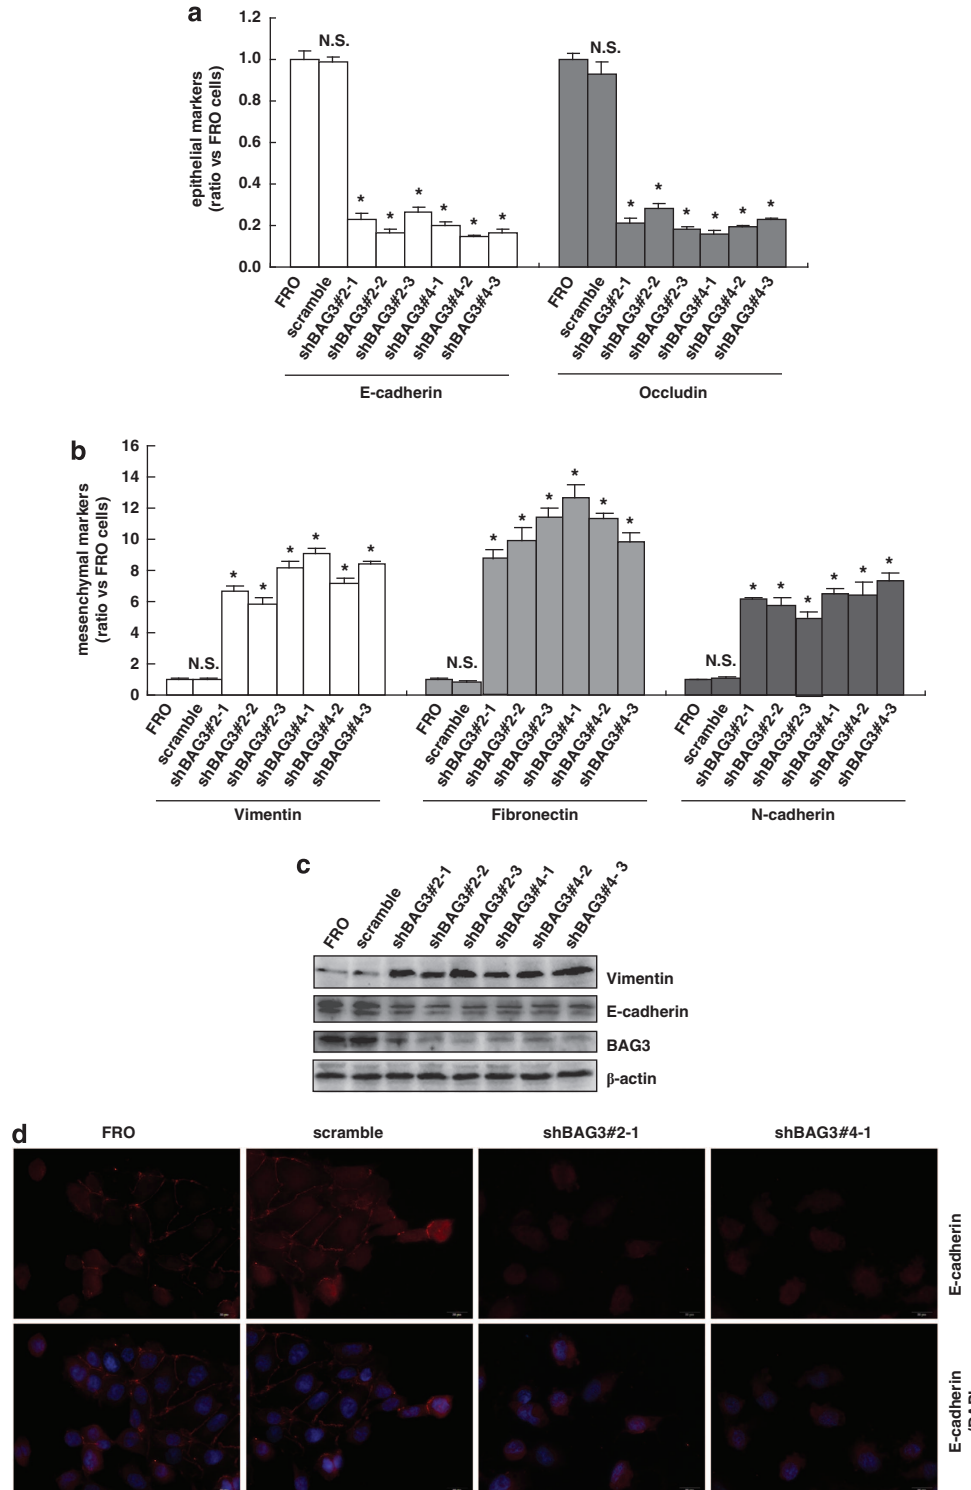 a
epithelial markers
(ratio vs FRO cells)
1.2
1.0
0.8
0.6
0.4
0.2
0.0
N.S.
* * * * * *
N.S.
* * * * * *
FRO
scramble
shBAG3#2-1
shBAG3#2-2
shBAG3#2-3
shBAG3#4-1
shBAG3#4-2
shBAG3#4-3
FRO
scramble
shBAG3#2-1
shBAG3#2-2
shBAG3#2-3
shBAG3#4-1
shBAG3#4-2
shBAG3#4-3
E-cadherin
Occludin
b
mesenchymal markers
(ratio vs FRO cells)
16
14
12
10
8
6
4
2
0
N.S.
* * * * * *
N.S.
* * * * * *
N.S.
* * * * * *
FRO
scramble
shBAG3#2-1
shBAG3#2-2
shBAG3#2-3
shBAG3#4-1
shBAG3#4-2
shBAG3#4-3
FRO
scramble
shBAG3#2-1
shBAG3#2-2
shBAG3#2-3
shBAG3#4-1
shBAG3#4-2
shBAG3#4-3
FRO
scramble
shBAG3#2-1
shBAG3#2-2
shBAG3#2-3
shBAG3#4-1
shBAG3#4-2
shBAG3#4-3
Vimentin
Fibronectin
N-cadherin
c
FRO
scramble
shBAG3#2-1
shBAG3#2-2
shBAG3#2-3
shBAG3#4-1
shBAG3#4-2
shBAG3#4- 3
Vimentin
E-cadherin
BAG3
β-actin
d
FRO
scramble
shBAG3#2-1
shBAG3#4-1
E-cadherin
E-cadherin